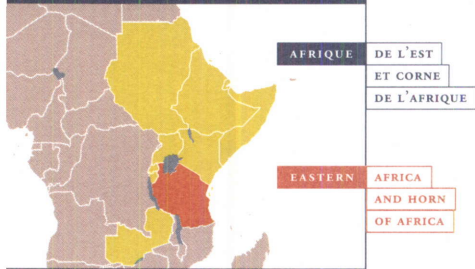 AFRIQUE DE L'EST
ET CORNE
DE L'AFRIQUE
EASTERN AFRICA
AND HORN
OF AFRICA